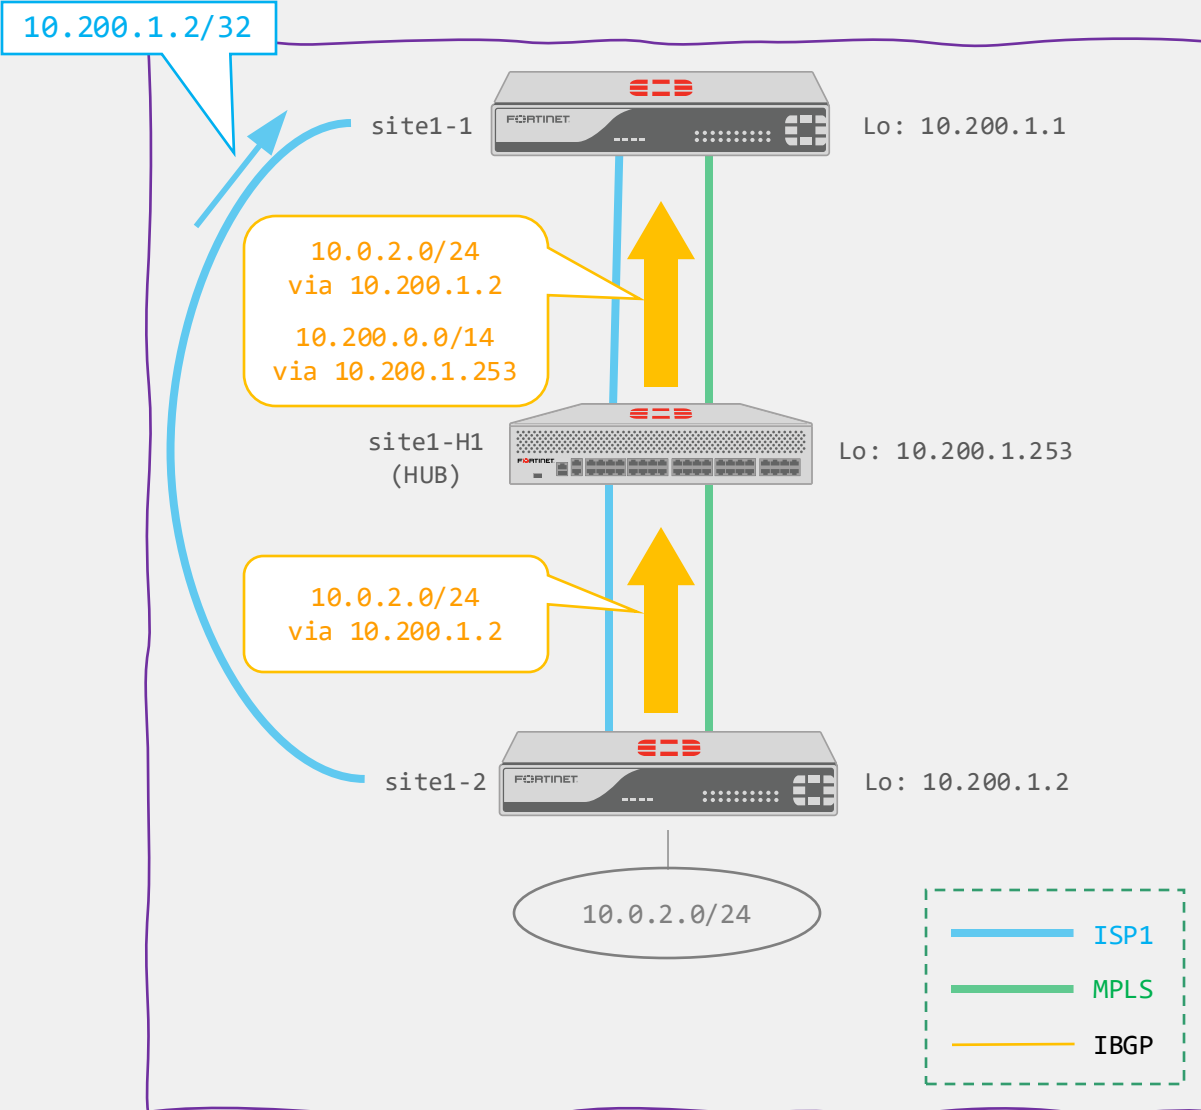 10.200.1.2/32
site1-1
FORTINET
Lo: 10.200.1.1
10.0.2.0/24
via 10.200.1.2
10.200.0.0/14
via 10.200.1.253
site1-H1
(HUB)
FORTINET
Lo: 10.200.1.253
10.0.2.0/24
via 10.200.1.2
site1-2
FORTINET
Lo: 10.200.1.2
10.0.2.0/24
ISP1
MPLS
IBGP